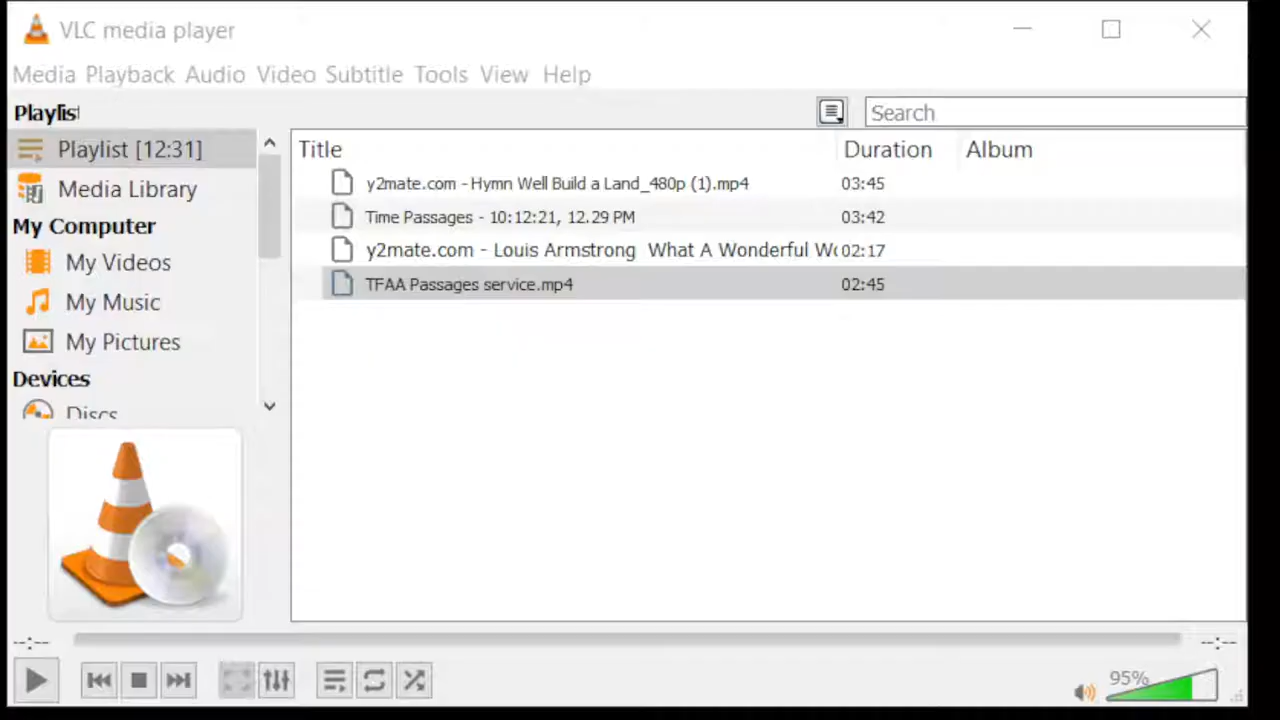 VLC media player
Media Playback Audio Video Subtitle Tools View Help
Playlist
Search
Playlist [12:31]
Media Library
My Computer
My Videos
My Music
My Pictures
Devices
Discs
Title Duration Album
y2mate.com - Hymn Well Build a Land_480p (1).mp4 03:45
Time Passages - 10:12:21, 12.29 PM 03:42
y2mate.com - Louis Armstrong What A Wonderful Wo 02:17
TFAA Passages service.mp4 02:45
--:-- --:--
95%